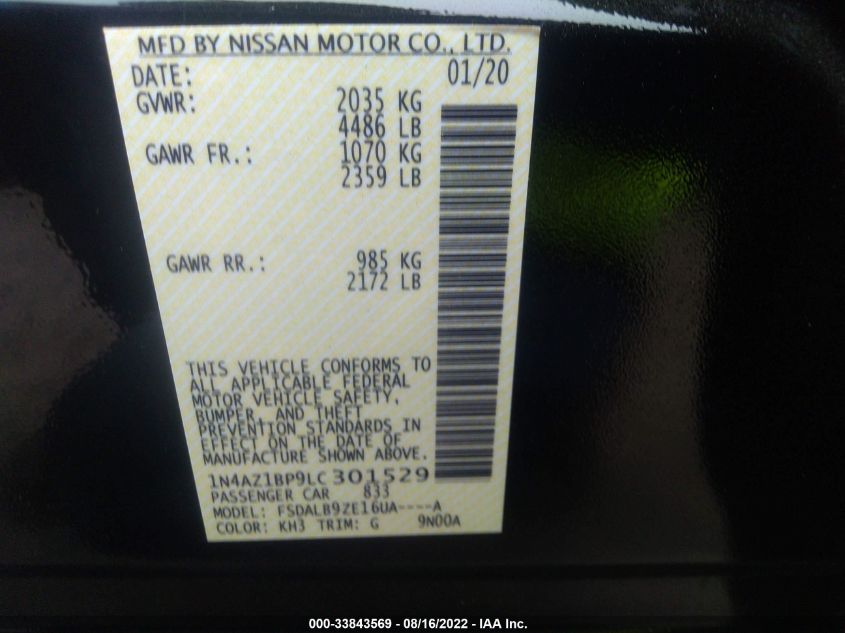 MFD BY NISSAN MOTOR CO., LTD.
DATE: 01/20
GVWR: 2035 KG
4486 LB
GAWR FR.: 1070 KG
2359 LB
GAWR RR.: 985 KG
2172 LB
THIS VEHICLE CONFORMS TO
ALL APPLICABLE FEDERAL
MOTOR VEHICLE SAFETY,
BUMPER, AND THEFT
PREVENTION STANDARDS IN
EFFECT ON THE DATE OF
MANUFACTURE SHOWN ABOVE.
1N4AZ1BP9LC301529
PASSENGER CAR 833
MODEL: FSDALB9ZE16UA----A
COLOR: KH3 TRIM: G 9N00A
000-33843569 - 08/16/2022 - IAA Inc.